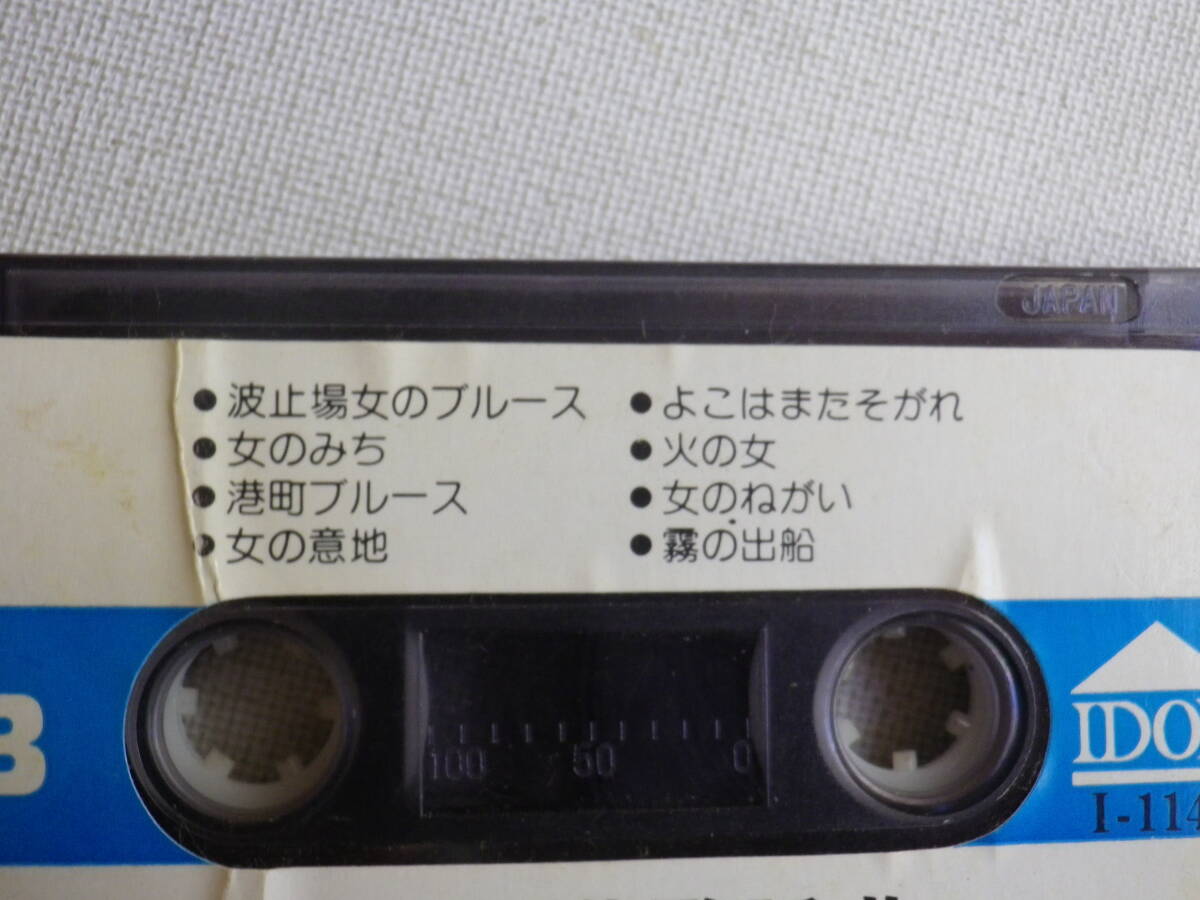 JAPAN
●波止場女のブルース
●女のみち
●港町ブルース
●女の意地
●よこはまたそがれ
●火の女
●女のねがい
●霧の出船
B
100 50 0